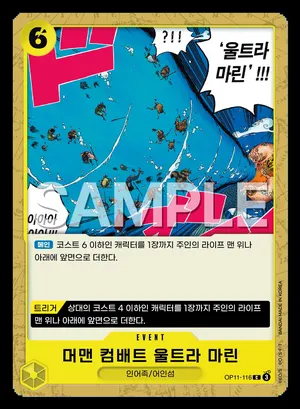 6
?!!
'울트라
마린'!!!
SAMPLE
메인 코스트 6 이하인 캐릭터를 1장까지 주인의 라이프 맨 위나
아래에 앞면으로 더한다.
트리거 상대의 코스트 4 이하인 캐릭터를 1장까지 주인의 라이프
맨 위나 아래에 앞면으로 더한다.
EVENT
머맨 컴배트 울트라 마린
인어족/어인섬
OP11-116